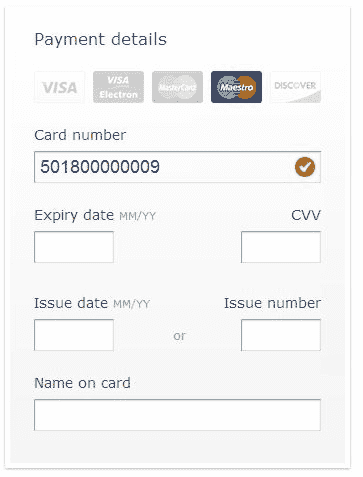 Payment details
VISA VISA Electron MasterCard Maestro DISCOVER
Card number
501800000009
Expiry date MM/YY CVV
Issue date MM/YY Issue number
or
Name on card